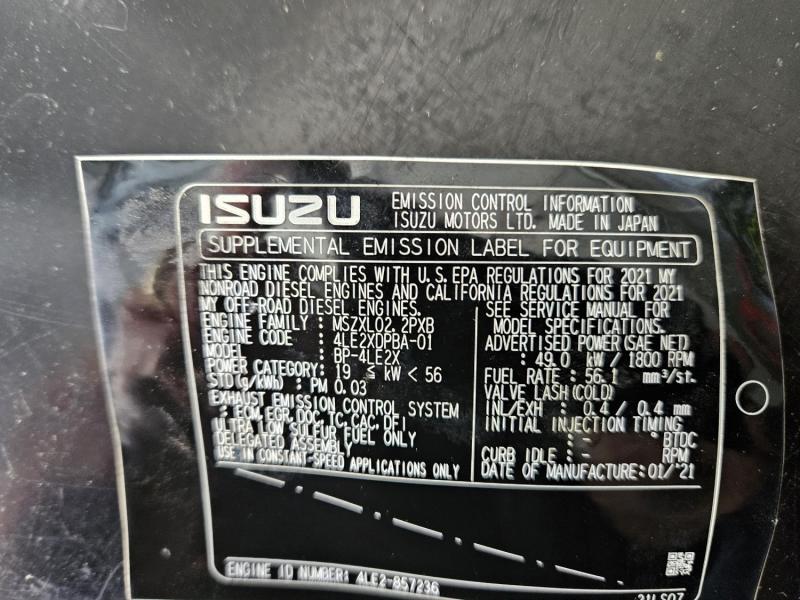 ISUZU
EMISSION CONTROL INFORMATION
ISUZU MOTORS LTD. MADE IN JAPAN
SUPPLEMENTAL EMISSION LABEL FOR EQUIPMENT
THIS ENGINE COMPLIES WITH U.S.EPA REGULATIONS FOR 2021 MY
NONROAD DIESEL ENGINES AND CALIFORNIA REGULATIONS FOR 2021
MY OFF-ROAD DIESEL ENGINES.
ENGINE FAMILY : MSZXL02.2PXB
ENGINE CODE : 4LE2XDPBA-01
MODEL : BP-4LE2X
POWER CATEGORY: 19 ≦ kW < 56
STD(g/kWh) : PM 0.03
EXHAUST EMISSION CONTROL SYSTEM
: ECM, EGR, DOC, TC, CAC, DFI
ULTRA LOW SULFUR FUEL ONLY
DELEGATED ASSEMBLY
USE IN CONSTANT-SPEED APPLICATIONS ONLY
SEE SERVICE MANUAL FOR
MODEL SPECIFICATIONS.
ADVERTISED POWER(SAE NET)
: 49.0 kW / 1800 RPM
FUEL RATE : 56.1 mm³/st.
VALVE LASH(COLD)
INL/EXH : 0.4 / 0.4 mm
INITIAL INJECTION TIMING
: - °BTDC
CURB IDLE : - RPM
DATE OF MANUFACTURE: 01/'21
ENGINE ID NUMBER: 4LE2-857236